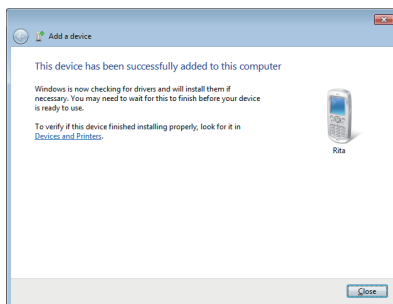 Add a device
This device has been successfully added to this computer
Windows is now checking for drivers and will install them if
necessary. You may need to wait for this to finish before your device
is ready to use.
To verify if this device finished installing properly, look for it in
Devices and Printers.
Rita
Close